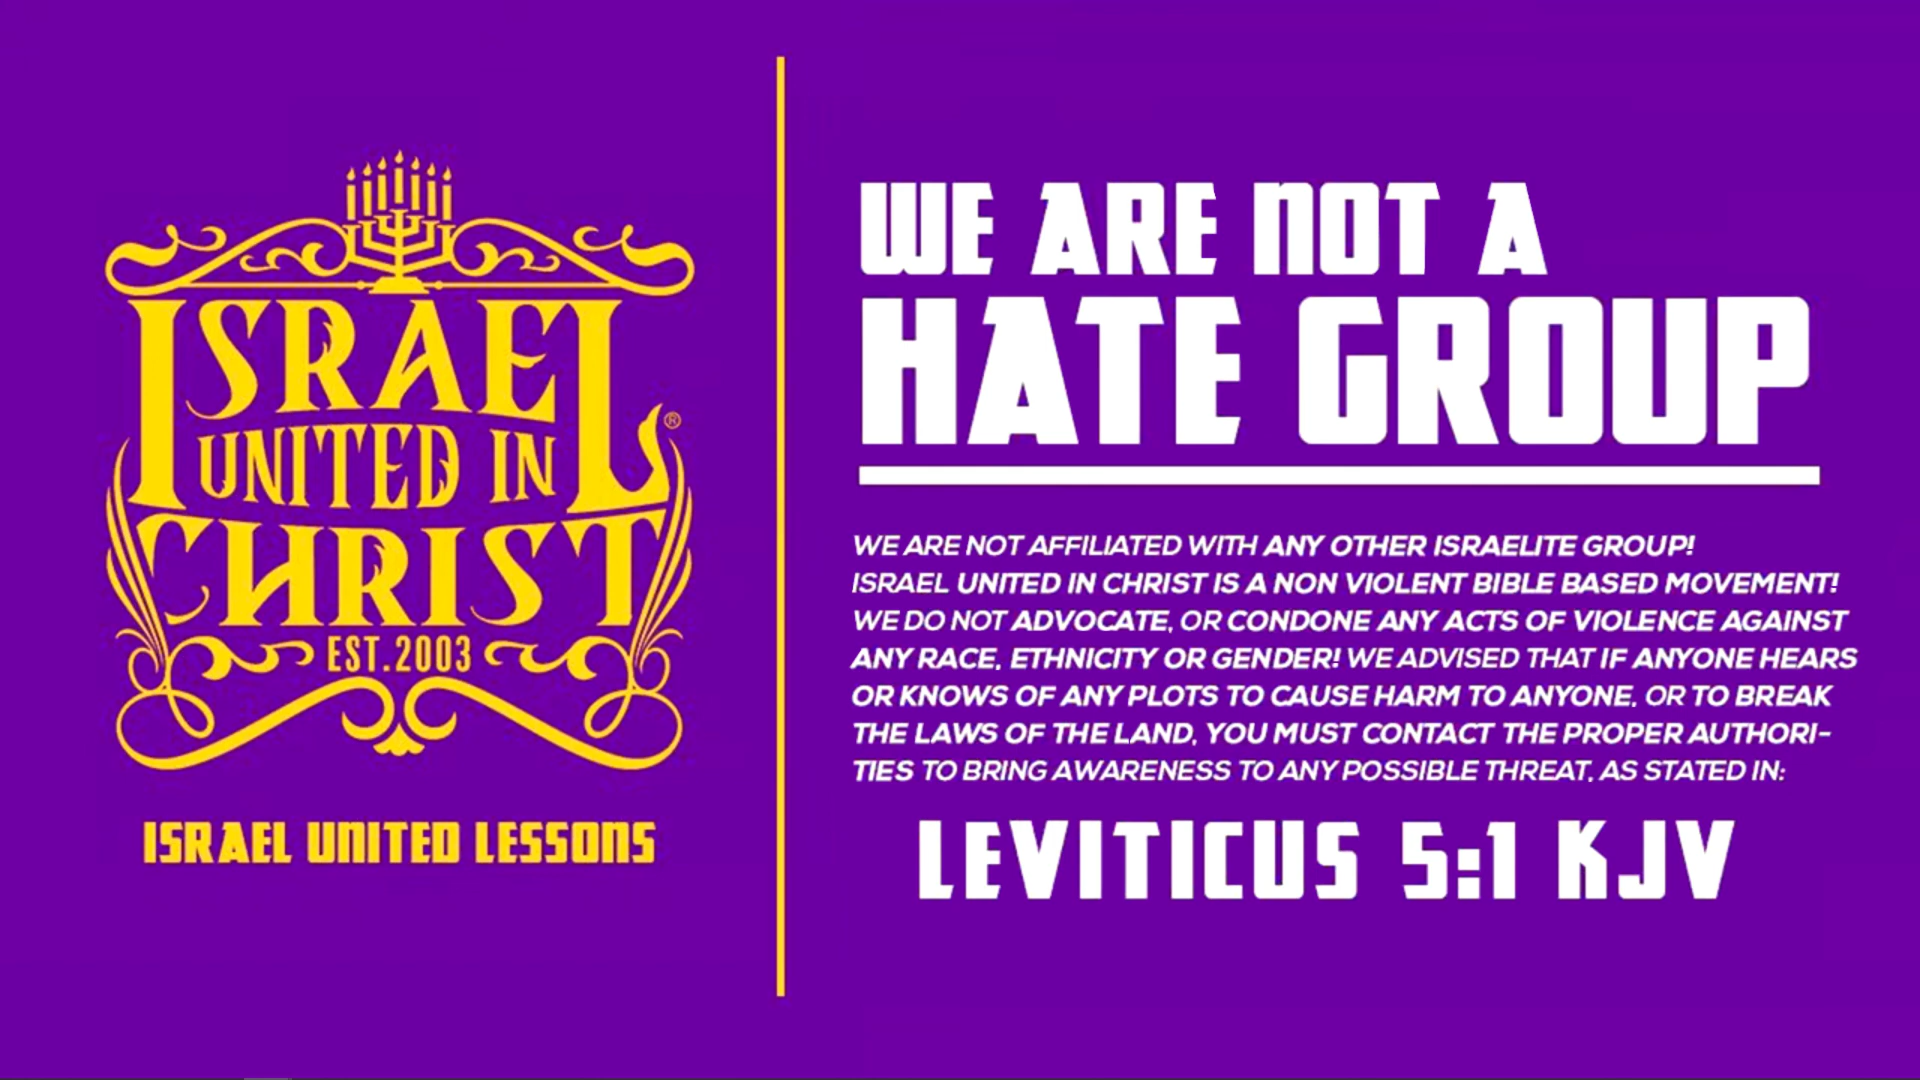 ISRAEL
UNITED IN
CHRIST
®
EST.2003
ISRAEL UNITED LESSONS
WE ARE NOT A
HATE GROUP
WE ARE NOT AFFILIATED WITH ANY OTHER ISRAELITE GROUP!
ISRAEL UNITED IN CHRIST IS A NON VIOLENT BIBLE BASED MOVEMENT!
WE DO NOT ADVOCATE, OR CONDONE ANY ACTS OF VIOLENCE AGAINST
ANY RACE, ETHNICITY OR GENDER! WE ADVISED THAT IF ANYONE HEARS
OR KNOWS OF ANY PLOTS TO CAUSE HARM TO ANYONE, OR TO BREAK
THE LAWS OF THE LAND, YOU MUST CONTACT THE PROPER AUTHORI-
TIES TO BRING AWARENESS TO ANY POSSIBLE THREAT, AS STATED IN:
LEVITICUS 5:1 KJV